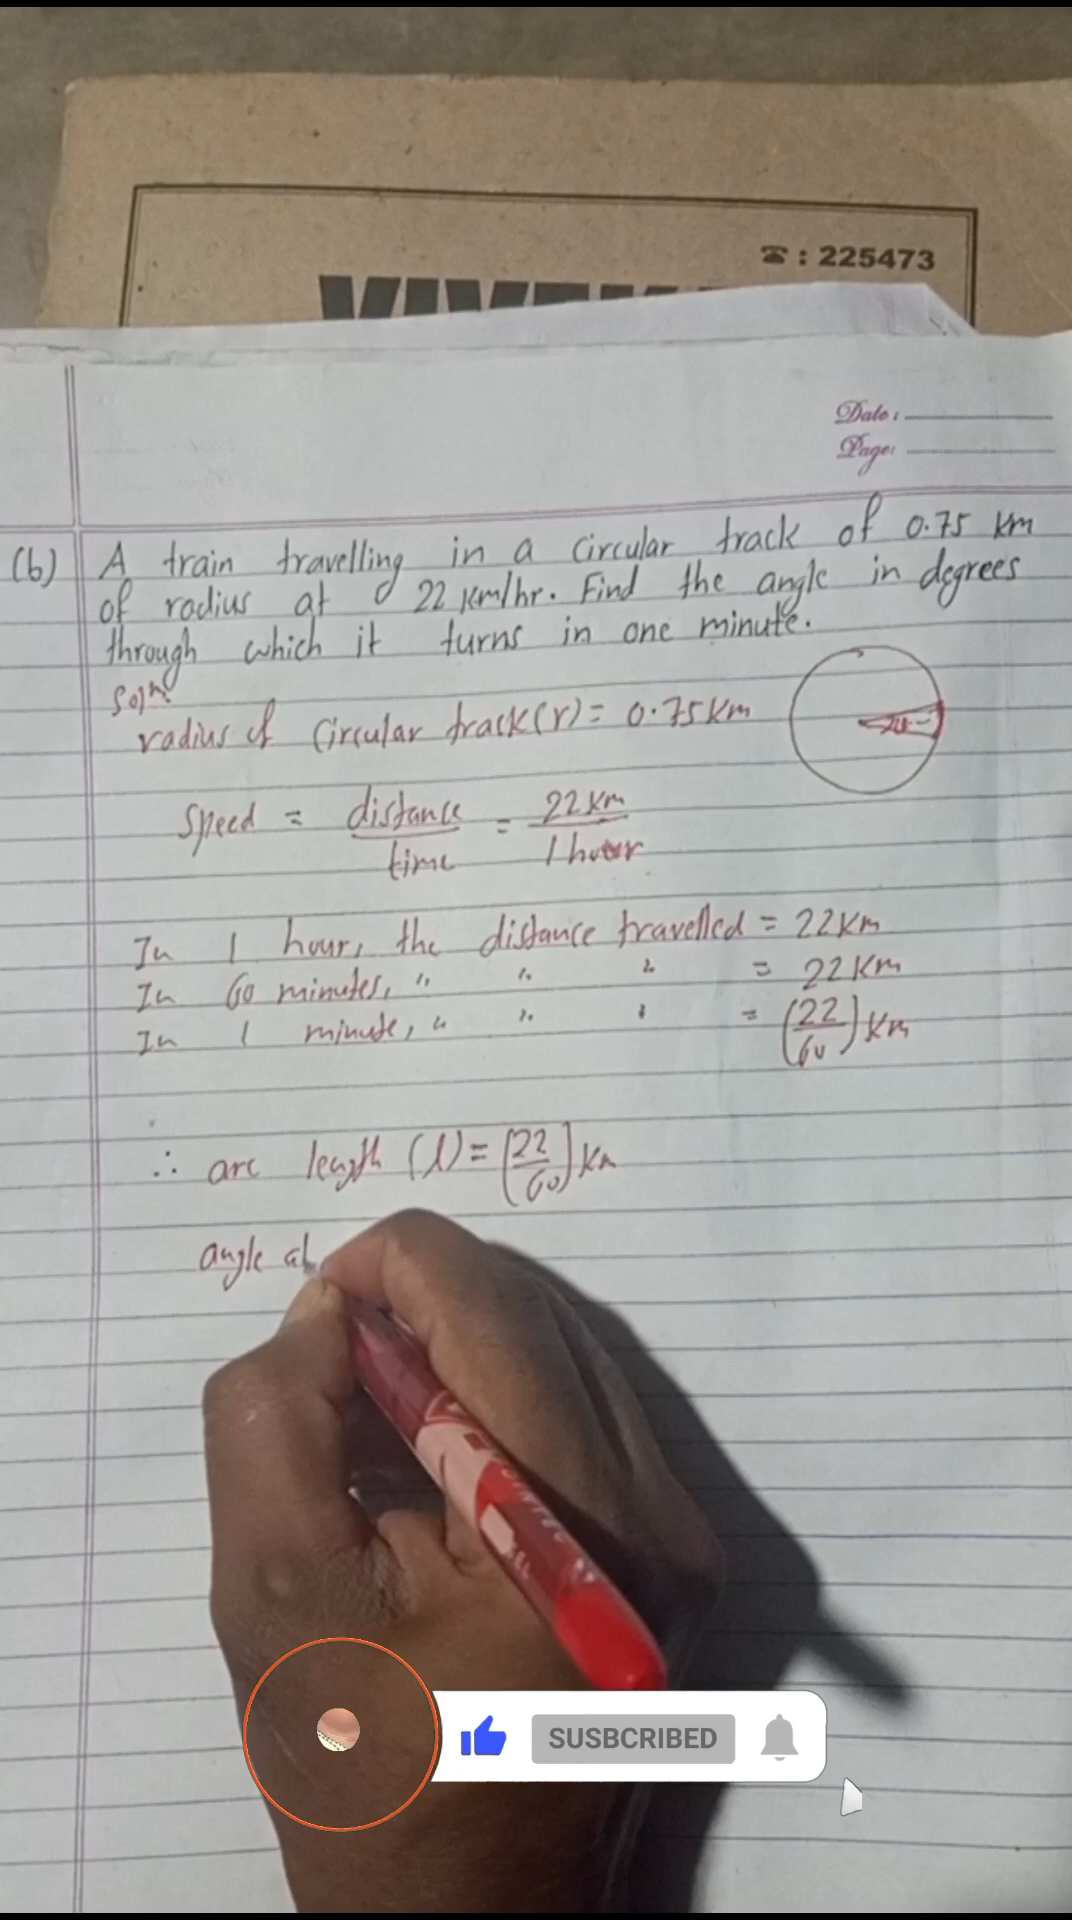 ☎ : 225473
Date :
Page:
(b) A train travelling in a circular track of 0.75 km
of radius at 22 km/hr. Find the angle in degrees
through which it turns in one minute.
Solⁿ
radius of circular track (r) = 0.75 km
Speed = distance/time = 22 km/1 hour
In 1 hour, the distance travelled = 22 km
In 60 minutes, " " " = 22 km
In 1 minute, " " " = (22/60) km
∴ arc length (l) = (22/60) km
angle at
SUSBCRIBED